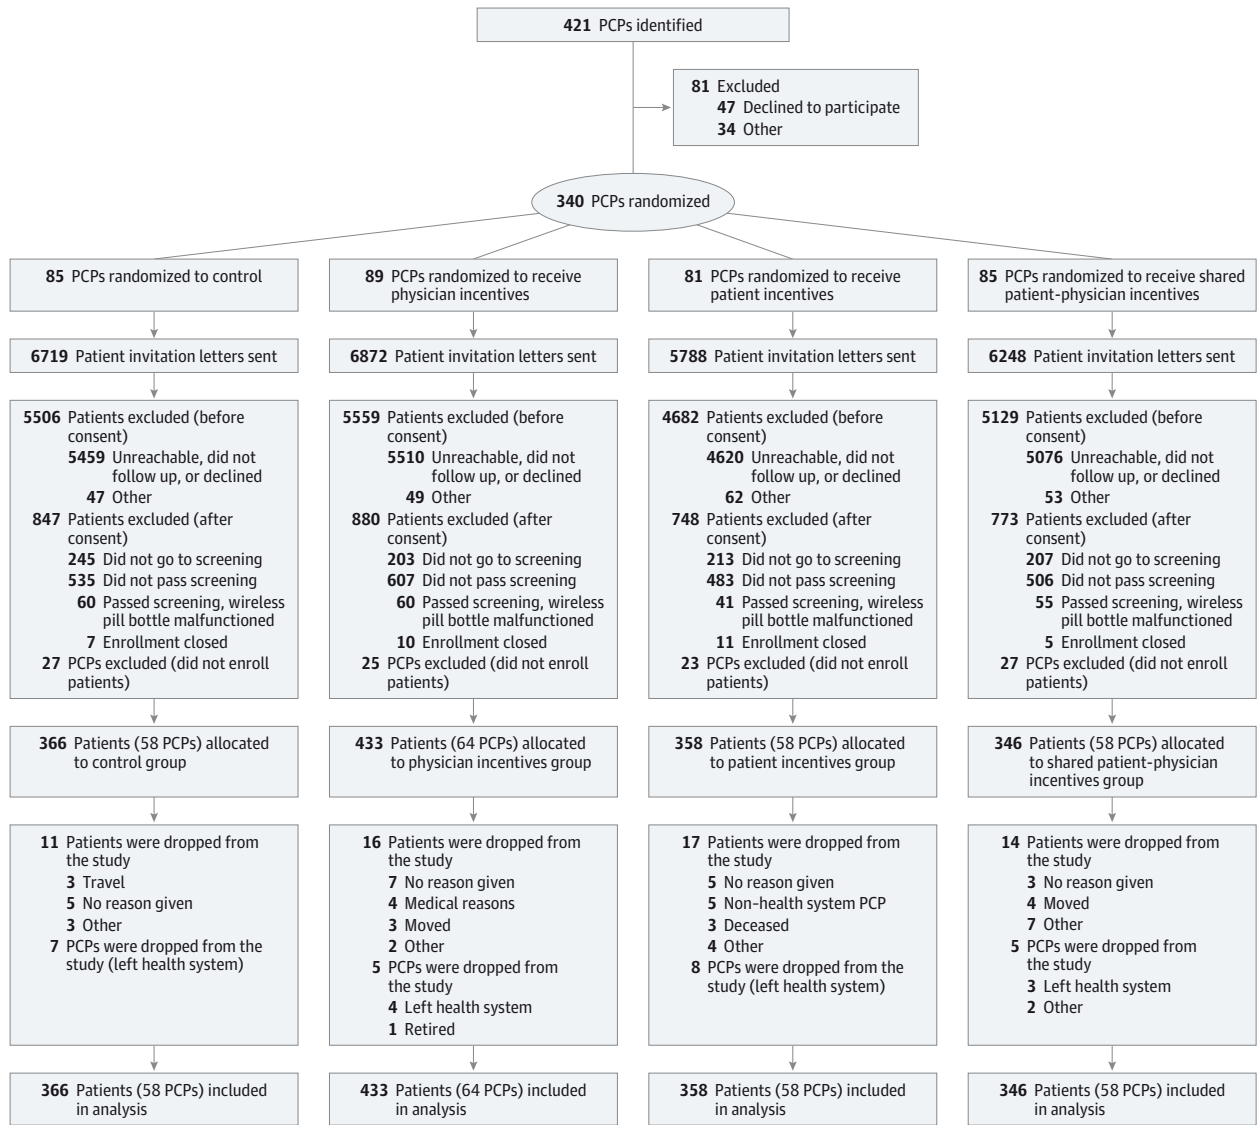 421 PCPs identified
81 Excluded
47 Declined to participate
34 Other
340 PCPs randomized
85 PCPs randomized to control
89 PCPs randomized to receive
physician incentives
81 PCPs randomized to receive
patient incentives
85 PCPs randomized to receive shared
patient-physician incentives
6719 Patient invitation letters sent
6872 Patient invitation letters sent
5788 Patient invitation letters sent
6248 Patient invitation letters sent
5506 Patients excluded (before
consent)
5459 Unreachable, did not
follow up, or declined
47 Other
847 Patients excluded (after
consent)
245 Did not go to screening
535 Did not pass screening
60 Passed screening, wireless
pill bottle malfunctioned
7 Enrollment closed
27 PCPs excluded (did not enroll
patients)
5559 Patients excluded (before
consent)
5510 Unreachable, did not
follow up, or declined
49 Other
880 Patients excluded (after
consent)
203 Did not go to screening
607 Did not pass screening
60 Passed screening, wireless
pill bottle malfunctioned
10 Enrollment closed
25 PCPs excluded (did not enroll
patients)
4682 Patients excluded (before
consent)
4620 Unreachable, did not
follow up, or declined
62 Other
748 Patients excluded (after
consent)
213 Did not go to screening
483 Did not pass screening
41 Passed screening, wireless
pill bottle malfunctioned
11 Enrollment closed
23 PCPs excluded (did not enroll
patients)
5129 Patients excluded (before
consent)
5076 Unreachable, did not
follow up, or declined
53 Other
773 Patients excluded (after
consent)
207 Did not go to screening
506 Did not pass screening
55 Passed screening, wireless
pill bottle malfunctioned
5 Enrollment closed
27 PCPs excluded (did not enroll
patients)
366 Patients (58 PCPs) allocated
to control group
433 Patients (64 PCPs) allocated
to physician incentives group
358 Patients (58 PCPs) allocated
to patient incentives group
346 Patients (58 PCPs) allocated
to shared patient-physician
incentives group
11 Patients were dropped from
the study
3 Travel
5 No reason given
3 Other
7 PCPs were dropped from the
study (left health system)
16 Patients were dropped from
the study
7 No reason given
4 Medical reasons
3 Moved
2 Other
5 PCPs were dropped from
the study
4 Left health system
1 Retired
17 Patients were dropped from
the study
5 No reason given
5 Non-health system PCP
3 Deceased
4 Other
8 PCPs were dropped from the
study (left health system)
14 Patients were dropped from
the study
3 No reason given
4 Moved
7 Other
5 PCPs were dropped from
the study
3 Left health system
2 Other
366 Patients (58 PCPs) included
in analysis
433 Patients (64 PCPs) included
in analysis
358 Patients (58 PCPs) included
in analysis
346 Patients (58 PCPs) included
in analysis